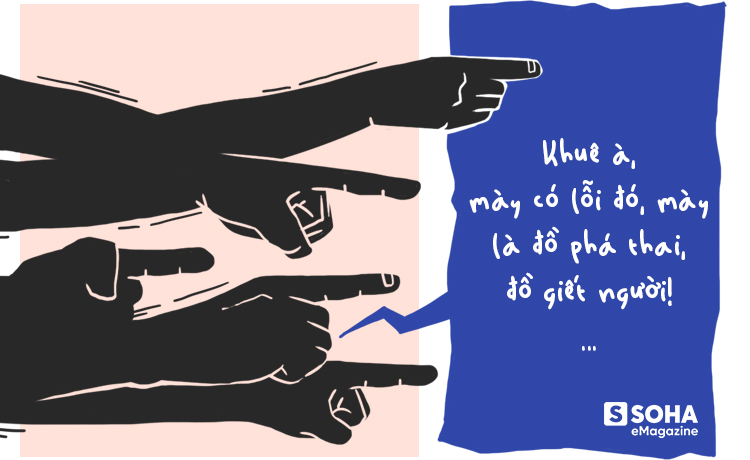 Khuê à,
mày có lỗi đó, mày
là đồ phá thai,
đồ giết người!
...
S SOHA
eMagazine